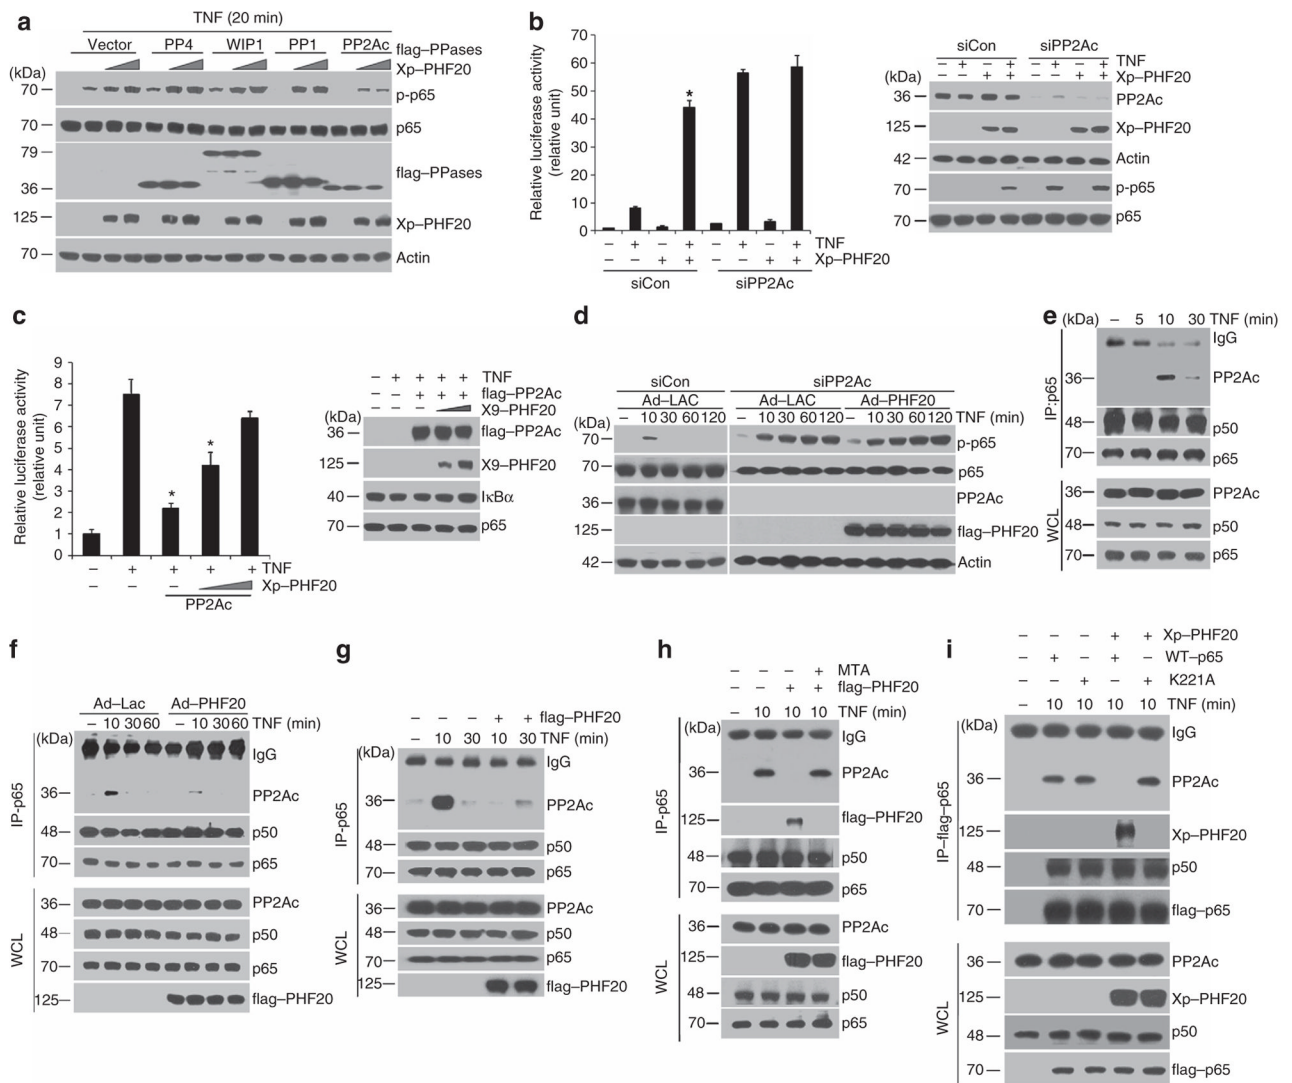 a
TNF (20 min)
Vector PP4 WIP1 PP1 PP2Ac flag–PPases
(kDa) Xp–PHF20
70 p-p65
70 p65
79
flag–PPases
36
125 Xp–PHF20
70 Actin
b
Relative luciferase activity
(relative unit)
70
60
50
40
30
20
10
0
*
– + – + – + – + TNF
– – + + – – + + Xp–PHF20
siCon siPP2Ac
siCon siPP2Ac
– + – + – + – + TNF
– – + + – – + + Xp–PHF20
(kDa)
36 PP2Ac
125 Xp–PHF20
42 Actin
70 p-p65
70 p65
c
Relative luciferase activity
(relative unit)
9
8
7
6
5
4
3
2
1
0
* *
– + + + + TNF
– – – Xp–PHF20
PP2Ac
– + + + + TNF
– – + + + flag–PP2Ac
– – – X9–PHF20
(kDa)
36 flag–PP2Ac
125 X9–PHF20
40 IκBα
70 p65
d
siCon siPP2Ac
Ad–LAC Ad–LAC Ad–PHF20
(kDa) – 10 30 60 120 – 10 30 60 120 – 10 30 60 120 TNF (min)
70 p-p65
70 p65
36 PP2Ac
125 flag–PHF20
42 Actin
e
(kDa) – 5 10 30 TNF (min)
IP:p65
IgG
36 PP2Ac
48 p50
70 p65
WCL
36 PP2Ac
48 p50
70 p65
f
Ad–Lac Ad–PHF20
(kDa) – 10 30 60 – 10 30 60 TNF (min)
IP-p65
IgG
36 PP2Ac
48 p50
70 p65
WCL
36 PP2Ac
48 p50
70 p65
125 flag–PHF20
g
– – – + + flag–PHF20
(kDa) – 10 30 10 30 TNF (min)
IP-p65
IgG
36 PP2Ac
48 p50
70 p65
WCL
36 PP2Ac
48 p50
70 p65
125 flag–PHF20
h
– – – + MTA
– – + + flag–PHF20
(kDa) – 10 10 10 TNF (min)
IP-p65
IgG
36 PP2Ac
125 flag–PHF20
48 p50
70 p65
WCL
36 PP2Ac
125 flag–PHF20
48 p50
70 p65
i
– – – + + Xp–PHF20
– + – + – WT–p65
– – + – + K221A
– 10 10 10 10 TNF (min)
(kDa)
IP–flag–p65
IgG
36 PP2Ac
125 Xp–PHF20
48 p50
70 flag–p65
WCL
36 PP2Ac
125 Xp–PHF20
48 p50
70 flag–p65